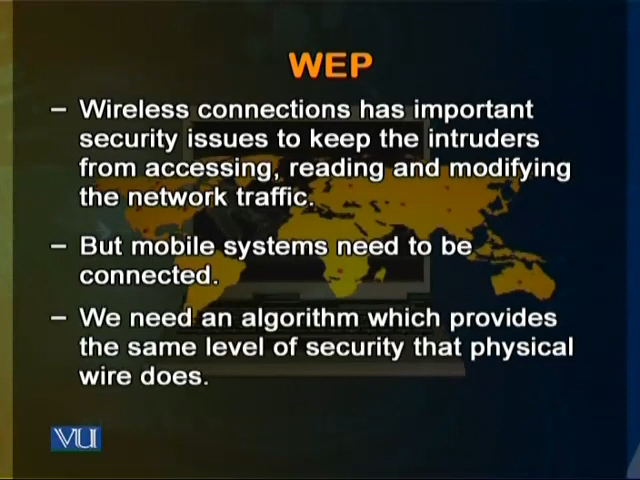 WEP
– Wireless connections has important
security issues to keep the intruders
from accessing, reading and modifying
the network traffic.
– But mobile systems need to be
connected.
– We need an algorithm which provides
the same level of security that physical
wire does.
VU